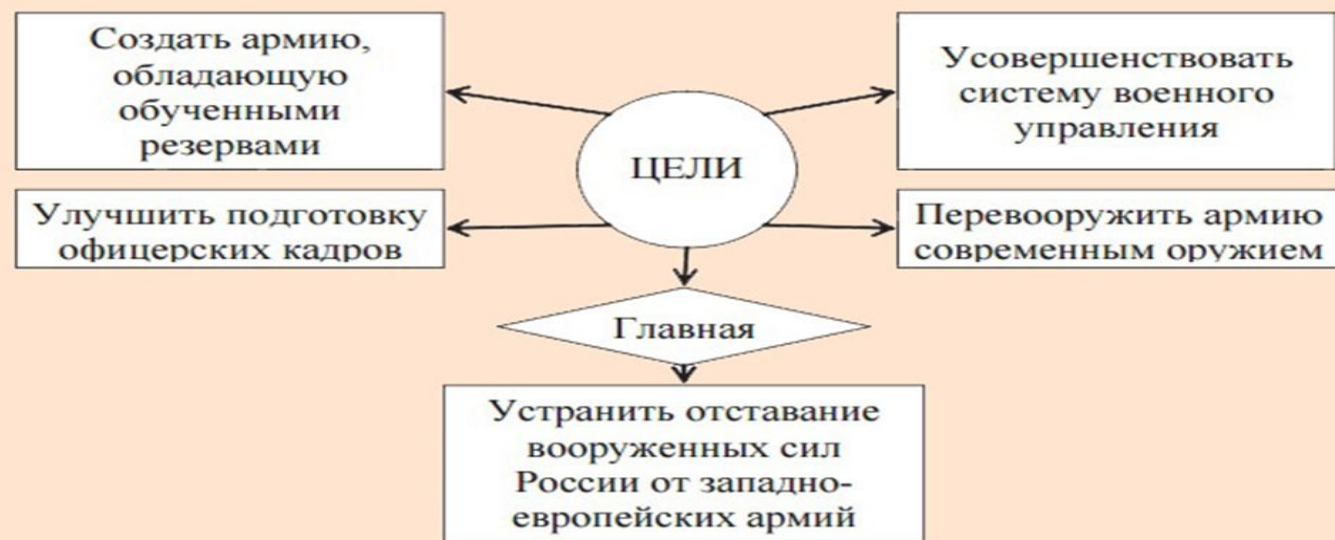 Создать армию,
обладающую
обученными
резервами
Усовершенствовать
систему военного
управления
ЦЕЛИ
Улучшить подготовку
офицерских кадров
Перевооружить армию
современным оружием
Главная
Устранить отставание
вооруженных сил
России от западно-
европейских армий